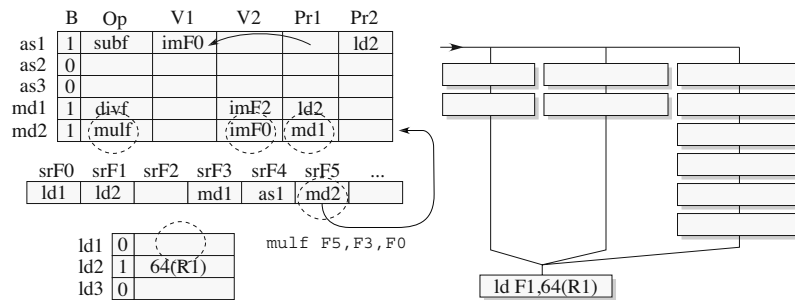 B Op V1 V2 Pr1 Pr2
as1 1 subf imF0 ld2
as2 0
as3 0
md1 1 divf imF2 ld2
md2 1 mulf imF0 md1
srF0 srF1 srF2 srF3 srF4 srF5 ...
ld1 ld2 md1 as1 md2
mulf F5,F3,F0
ld1 0
ld2 1 64(R1)
ld3 0
ld F1,64(R1)